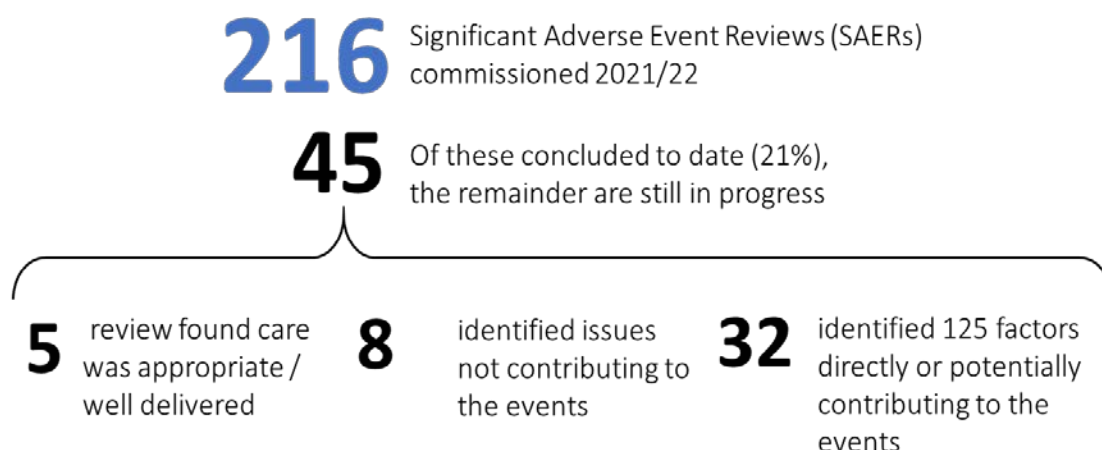 216 Significant Adverse Event Reviews (SAERs)
commissioned 2021/22
45 Of these concluded to date (21%),
the remainder are still in progress
5 review found care
was appropriate /
well delivered
8 identified issues
not contributing to
the events
32 identified 125 factors
directly or potentially
contributing to the
events